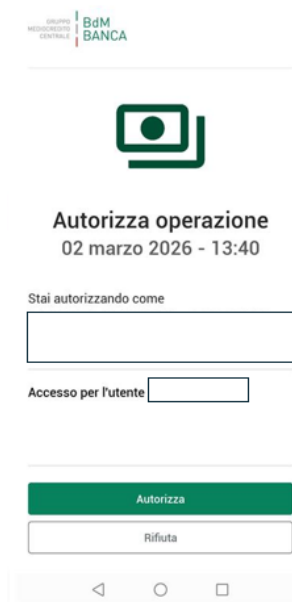 GRUPPO
MEDIOCREDITO
CENTRALE
BdM
BANCA
Autorizza operazione
02 marzo 2026 - 13:40
Stai autorizzando come
Accesso per l'utente
Autorizza
Rifiuta